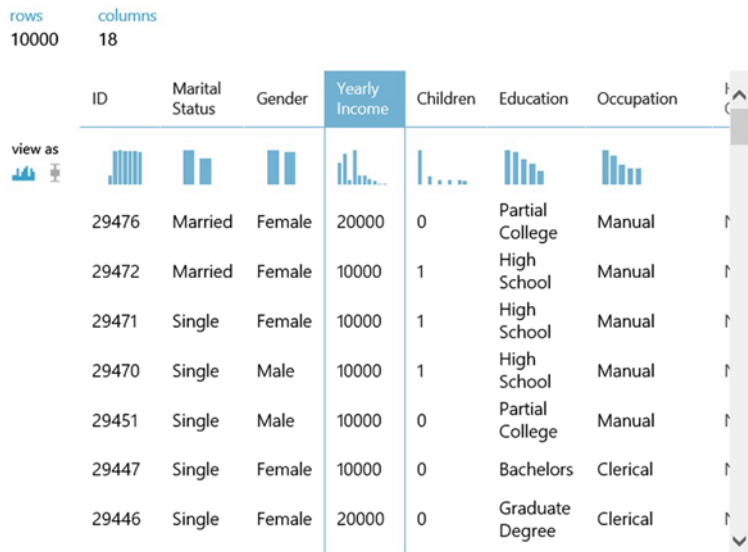 rows columns
10000 18
ID Marital Status Gender Yearly Income Children Education Occupation
view as
29476 Married Female 20000 0 Partial College Manual
29472 Married Female 10000 1 High School Manual
29471 Single Female 10000 1 High School Manual
29470 Single Male 10000 1 High School Manual
29451 Single Male 10000 0 Partial College Manual
29447 Single Female 10000 0 Bachelors Clerical
29446 Single Female 20000 0 Graduate Degree Clerical